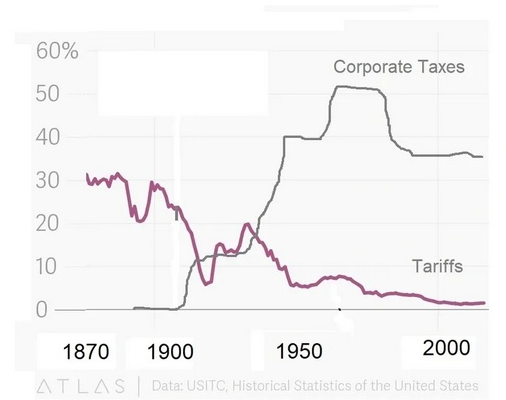 60%
Corporate Taxes
50
40
30
20
10
Tariffs
0
1870 1900 1950 2000
ATLAS | Data: USITC, Historical Statistics of the United States